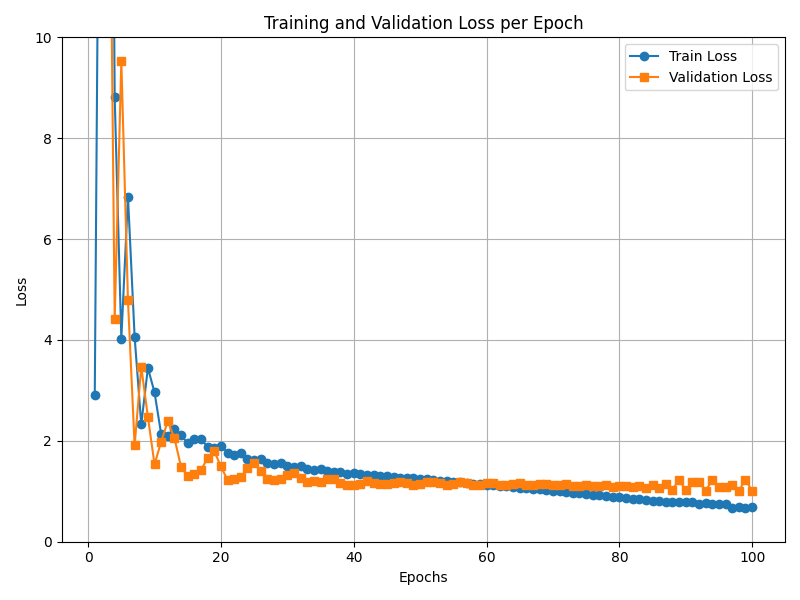 Training and Validation Loss per Epoch
Train Loss
Validation Loss
10
8
6
4
2
0
Loss
0 20 40 60 80 100
Epochs